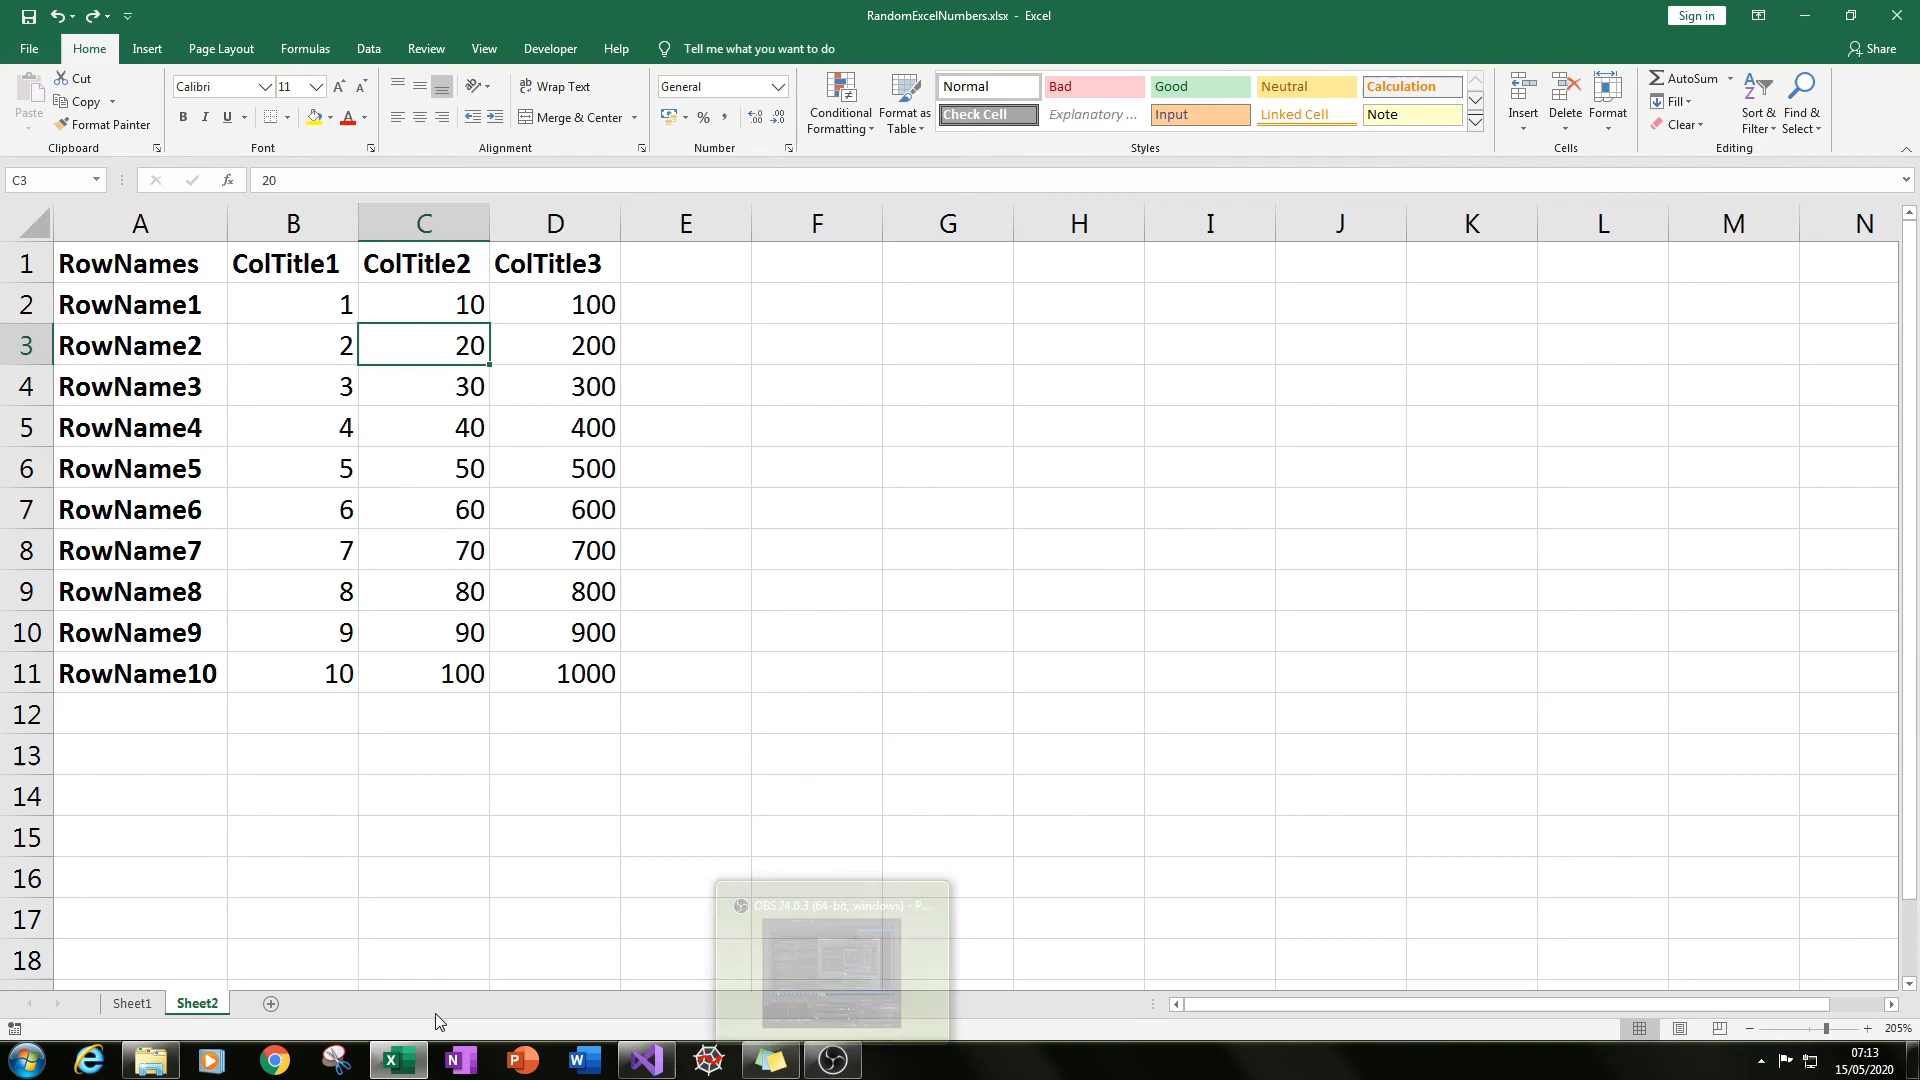 RandomExcelNumbers.xlsx - Excel
Sign in
File Home Insert Page Layout Formulas Data Review View Developer Help Tell me what you want to do Share
Paste
Cut
Copy
Format Painter
Clipboard
Calibri 11
B I U
Font
Wrap Text
Merge & Center
Alignment
General
%
Number
Conditional Formatting
Format as Table
Normal Bad Good Neutral Calculation
Check Cell Explanatory ... Input Linked Cell Note
Styles
Insert Delete Format
Cells
AutoSum
Fill
Clear
Sort & Filter
Find & Select
Editing
C3 fx 20
A B C D E F G H I J K L M N
1 RowNames ColTitle1 ColTitle2 ColTitle3
2 RowName1 1 10 100
3 RowName2 2 20 200
4 RowName3 3 30 300
5 RowName4 4 40 400
6 RowName5 5 50 500
7 RowName6 6 60 600
8 RowName7 7 70 700
9 RowName8 8 80 800
10 RowName9 9 90 900
11 RowName10 10 100 1000
12
13
14
15
16
17
18
OBS 24.0.3 (64-bit, windows) - P...
Sheet1 Sheet2
205%
07:13
15/05/2020